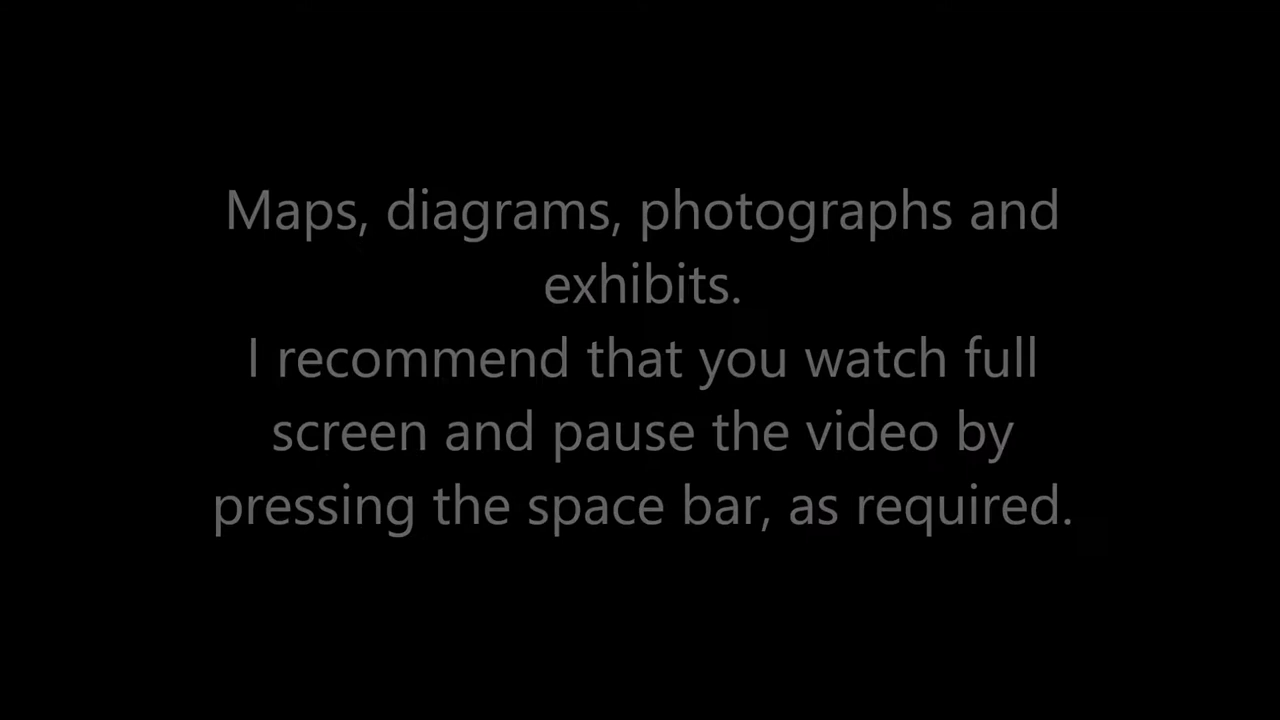 Maps, diagrams, photographs and
exhibits.
I recommend that you watch full
screen and pause the video by
pressing the space bar, as required.